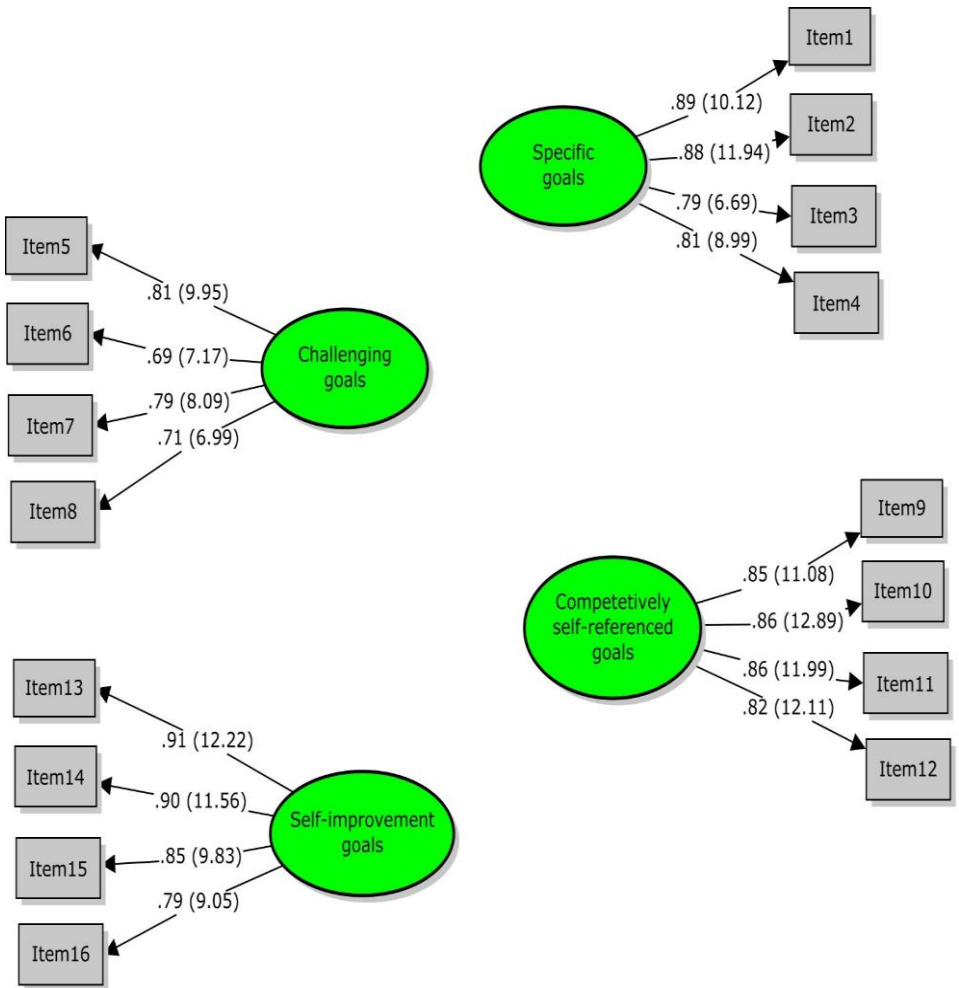 Item1
.89 (10.12)
Item2
.88 (11.94)
Specific
goals
.79 (6.69)
Item3
.81 (8.99)
Item4
Item5
.81 (9.95)
Item6
.69 (7.17)
Challenging
goals
.79 (8.09)
Item7
.71 (6.99)
Item8
Item9
.85 (11.08)
Item10
.86 (12.89)
Competetively
self-referenced
goals
.86 (11.99)
Item11
.82 (12.11)
Item12
Item13
.91 (12.22)
Item14
.90 (11.56)
Self-improvement
goals
.85 (9.83)
Item15
.79 (9.05)
Item16